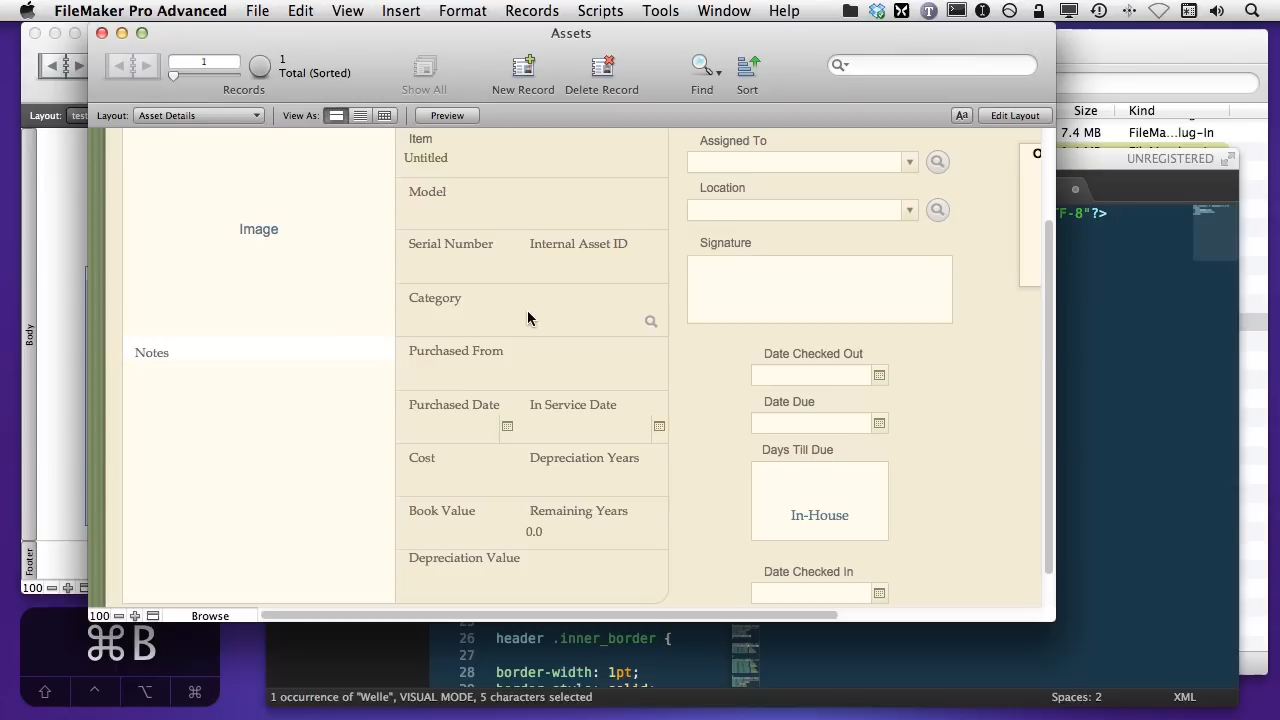 FileMaker Pro Advanced File Edit View Insert Format Records Scripts Tools Window Help
Assets
1
1
Total (Sorted)
Records
Show All
New Record
Delete Record
Find
Sort
Layout: Asset Details
View As:
Preview
Aa
Edit Layout
Layout: test
Size
Kind
7.4 MB
FileMa...lug-In
UNREGISTERED
F-8"?>
Item
Untitled
Model
Serial Number
Internal Asset ID
Category
Purchased From
Purchased Date
In Service Date
Cost
Depreciation Years
Book Value
Remaining Years
0.0
Depreciation Value
Image
Notes
Assigned To
Location
Signature
Date Checked Out
Date Due
Days Till Due
In-House
Date Checked In
Body
Footer
100
100
Browse
⌘B
⇧ ^ ⌥ ⌘
26 header .inner_border {
27
28 border-width: 1pt;
1 occurrence of "Welle", VISUAL MODE, 5 characters selected
Spaces: 2
XML